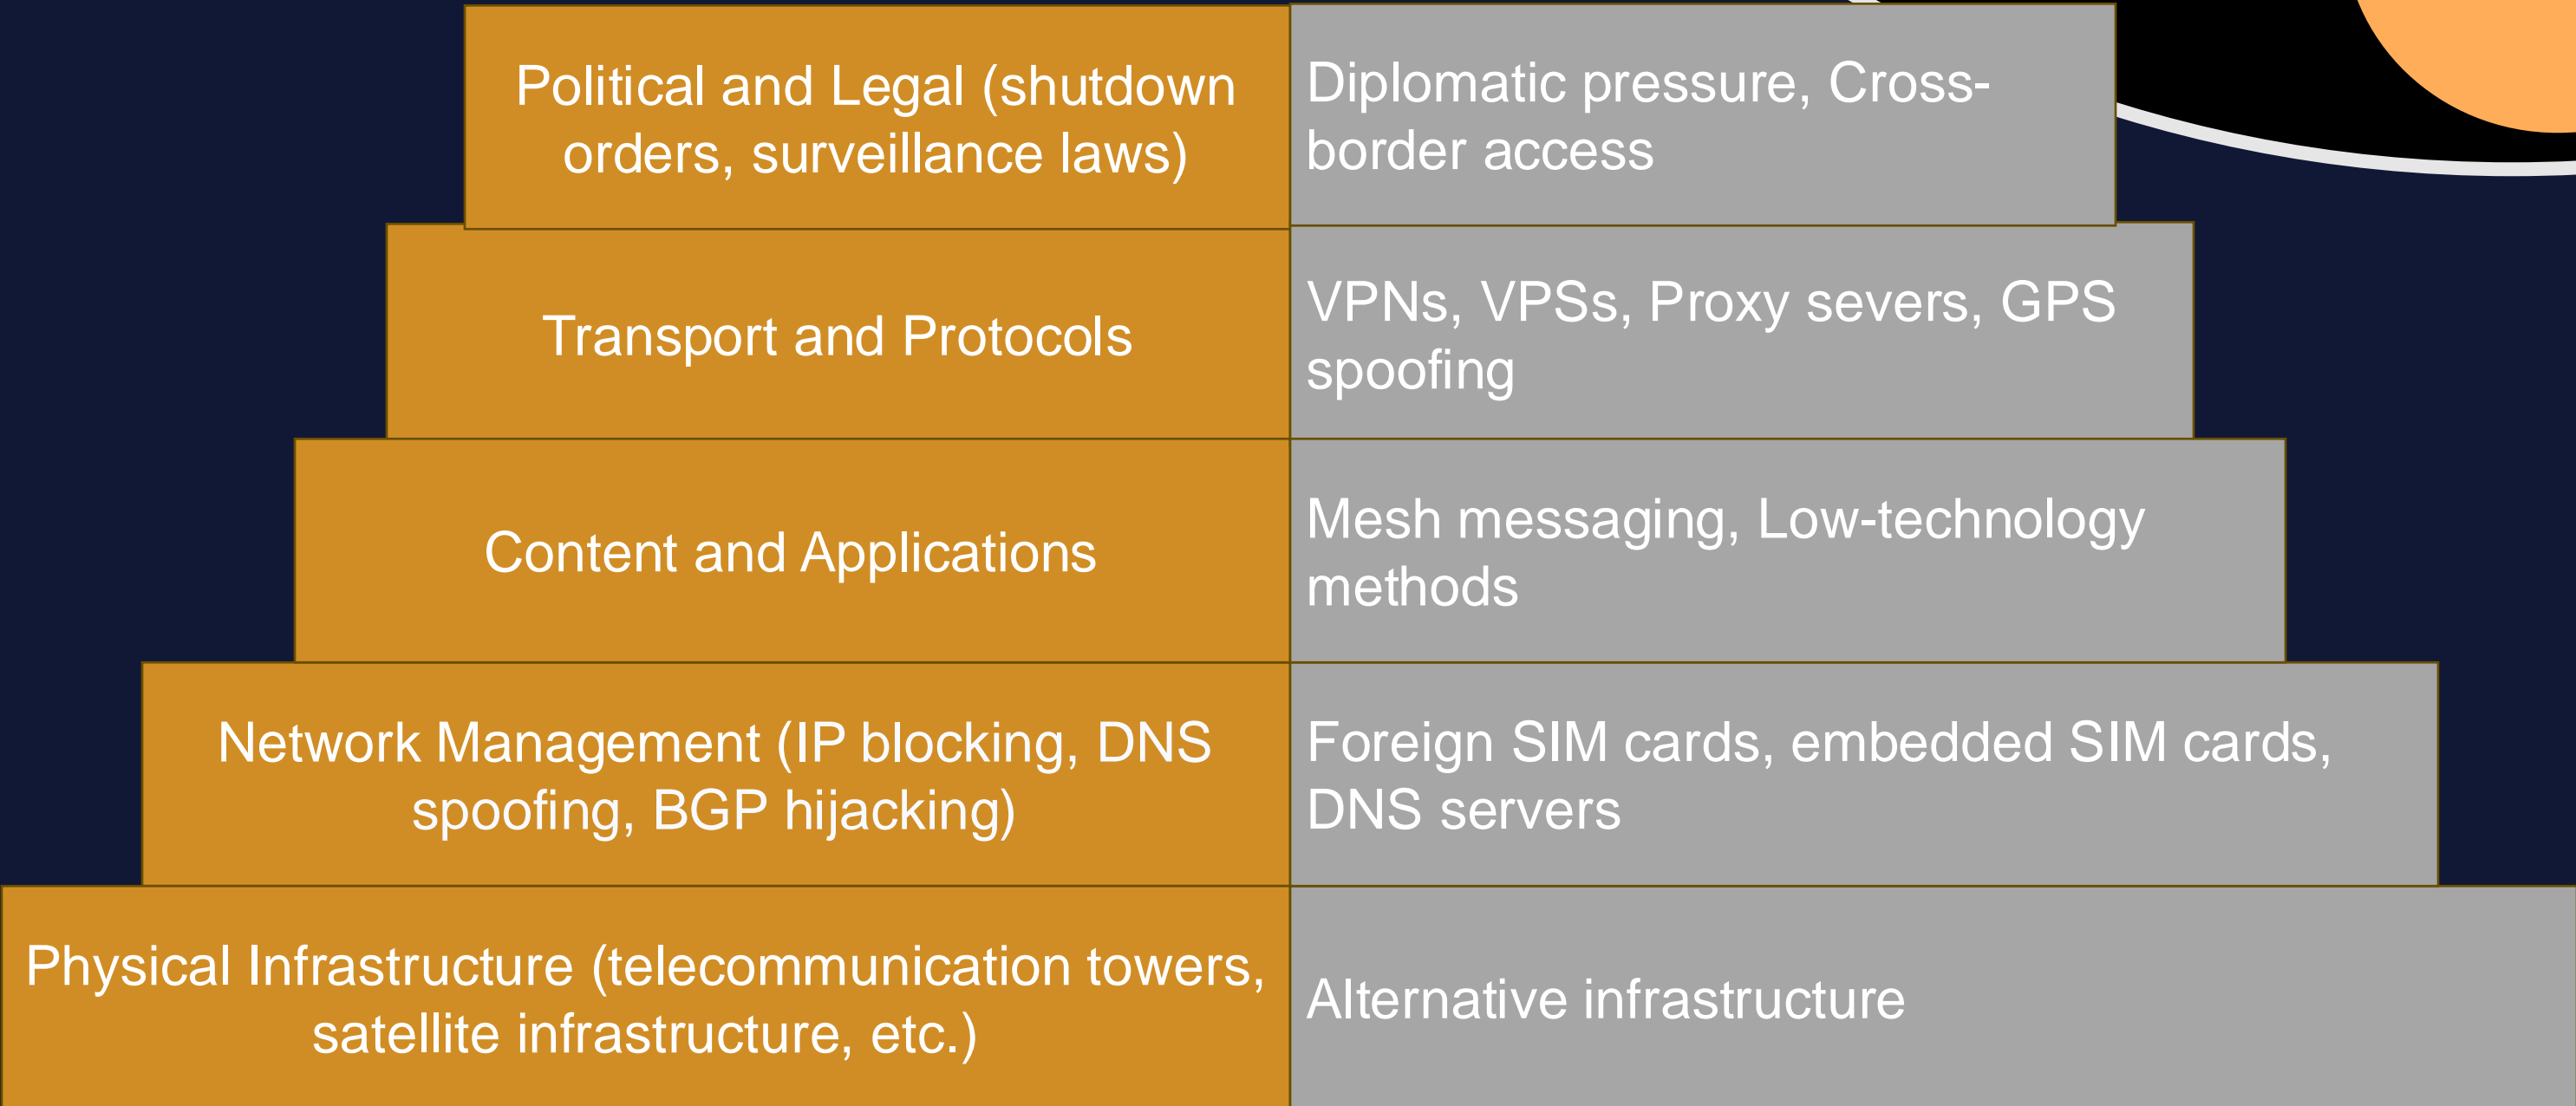 Political and Legal (shutdown
orders, surveillance laws)
Diplomatic pressure, Cross-
border access
Transport and Protocols
VPNs, VPSs, Proxy severs, GPS
spoofing
Content and Applications
Mesh messaging, Low-technology
methods
Network Management (IP blocking, DNS
spoofing, BGP hijacking)
Foreign SIM cards, embedded SIM cards,
DNS servers
Physical Infrastructure (telecommunication towers,
satellite infrastructure, etc.)
Alternative infrastructure